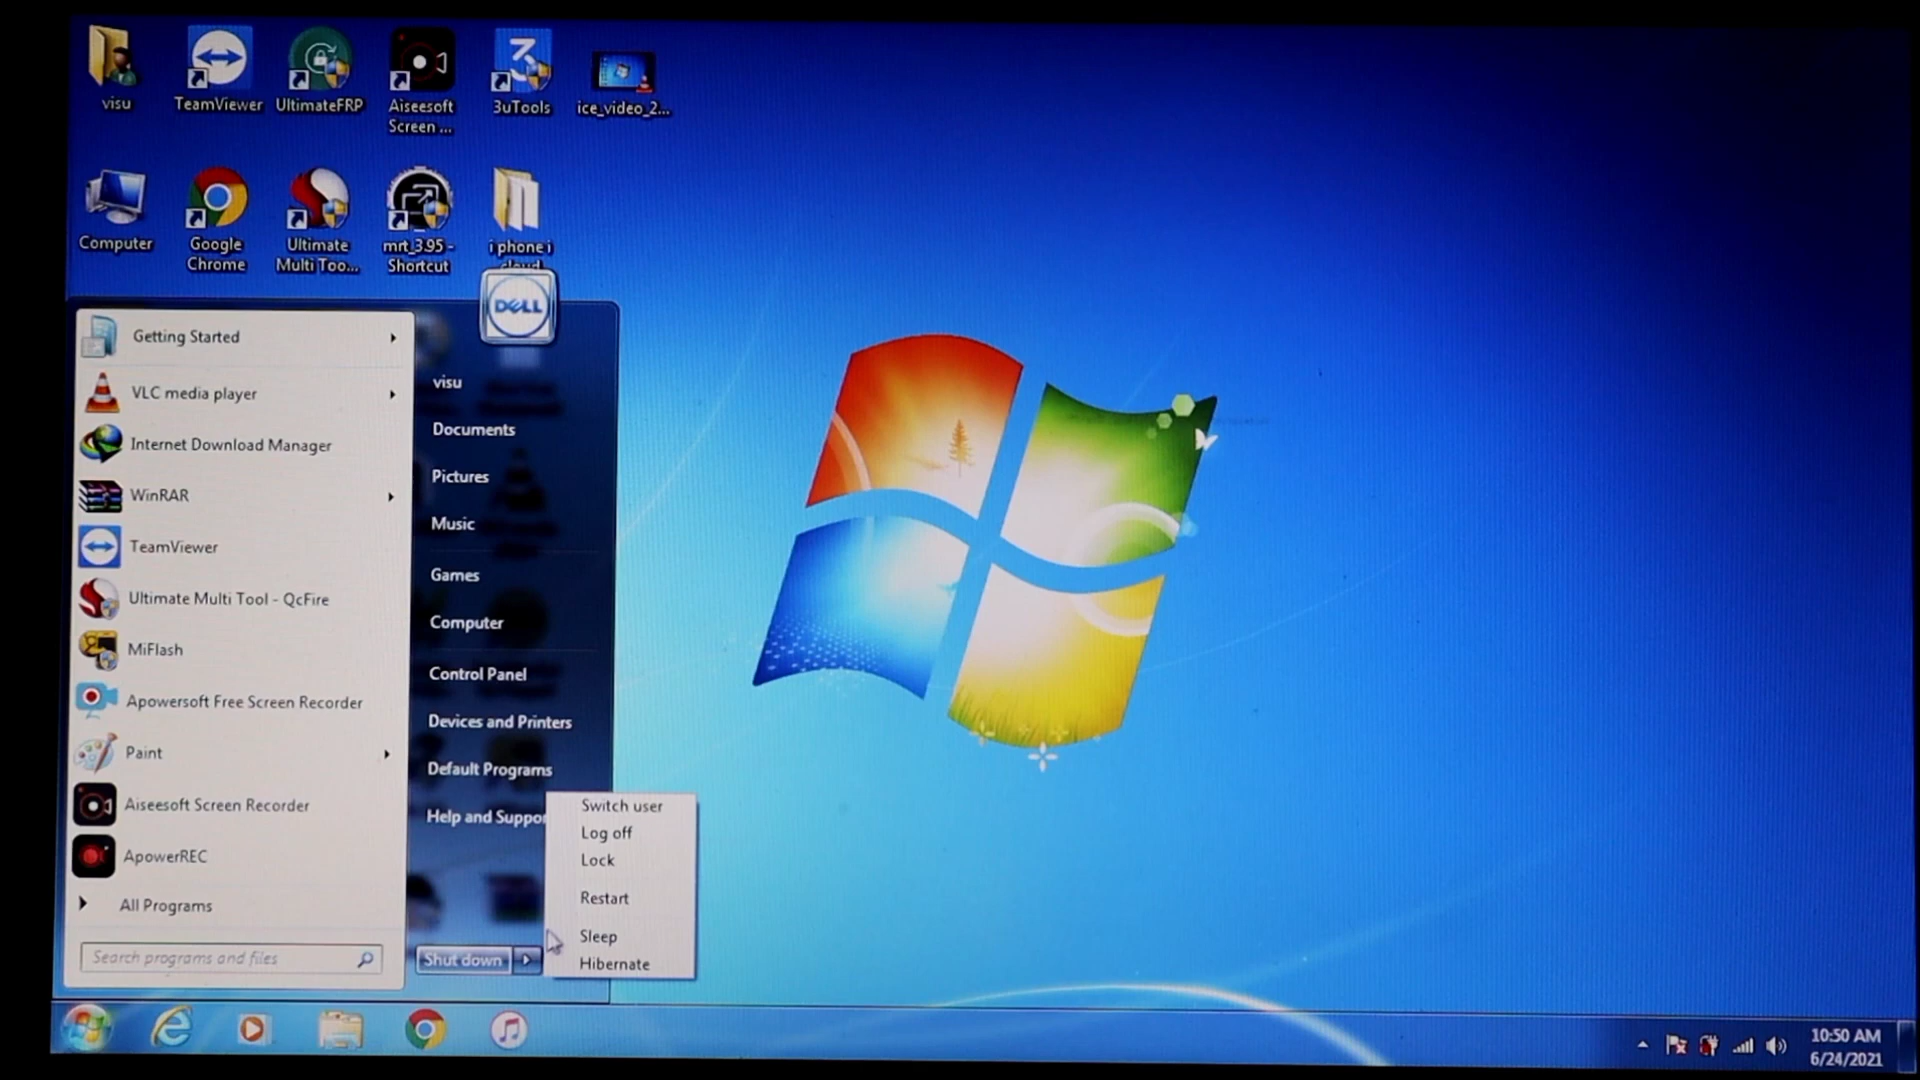 visu
TeamViewer
UltimateFRP
Aiseesoft
Screen ...
3uTools
ice_video_2...
Computer
Google
Chrome
Ultimate
Multi Too...
mrt_3.95 -
Shortcut
i phone i
cloud
DELL
Getting Started
VLC media player
Internet Download Manager
WinRAR
TeamViewer
Ultimate Multi Tool - QcFire
MiFlash
Apowersoft Free Screen Recorder
Paint
Aiseesoft Screen Recorder
ApowerREC
All Programs
Search programs and files
visu
Documents
Pictures
Music
Games
Computer
Control Panel
Devices and Printers
Default Programs
Help and Suppor
Shut down
Switch user
Log off
Lock
Restart
Sleep
Hibernate
10:50 AM
6/24/2021